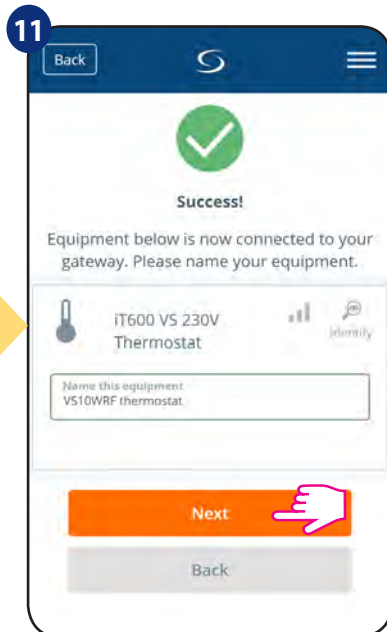 11
Back
Success!
Equipment below is now connected to your
gateway. Please name your equipment.
iT600 VS 230V
Thermostat
Identify
Name this equipment
VS10WRF thermostat
Next
Back